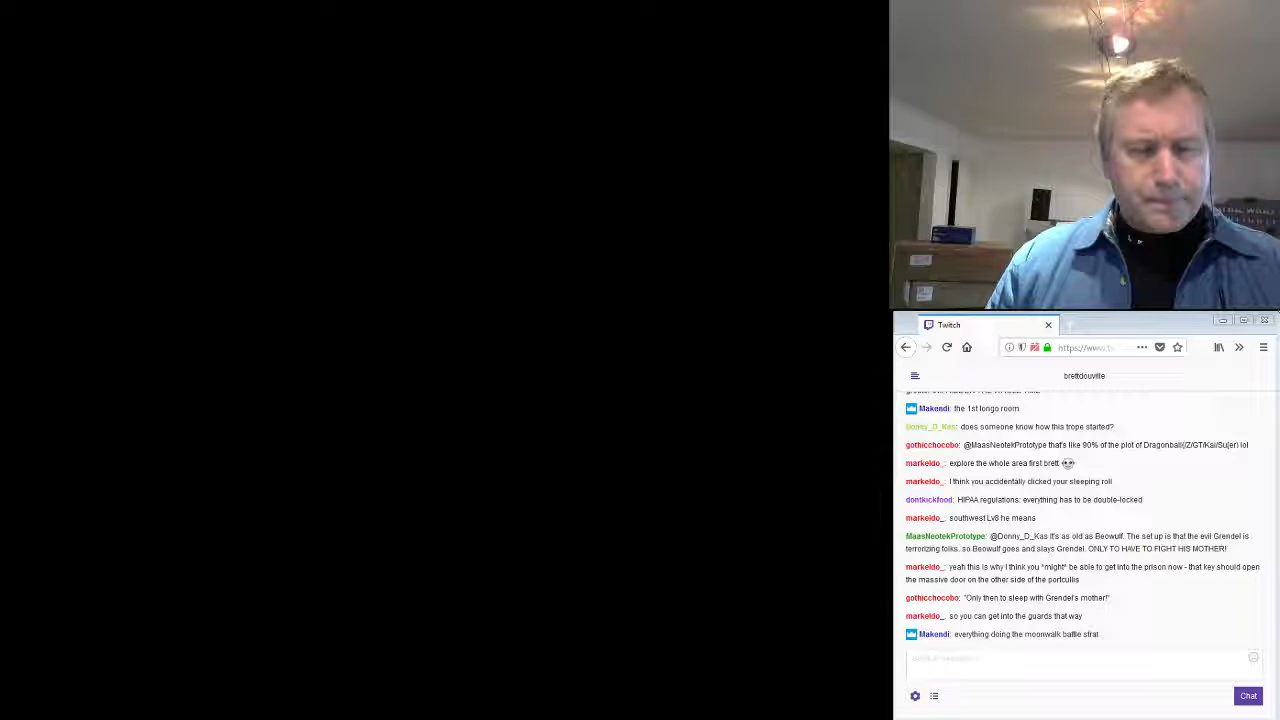 Twitch
https://www.tw
brettdouville
Makendi: the 1st longo room
Donny_D_Kas: does someone know how this trope started?
gothicchocobo: @MaasNeotekPrototype that's like 90% of the plot of Dragonball(/Z/GT/Kai/Su[er) lol
markeldo_: explore the whole area first brett
markeldo_: I think you accidentally clicked your sleeping roll
dontkickfood: HIPAA regulations: everything has to be double-locked
markeldo_: southwest Lv8 he means
MaasNeotekPrototype: @Donny_D_Kas It's as old as Beowulf. The set up is that the evil Grendel is
terrorizing folks, so Beowulf goes and slays Grendel. ONLY TO HAVE TO FIGHT HIS MOTHER!
markeldo_: yeah this is why I think you *might* be able to get into the prison now - that key should open
the massive door on the other side of the portcullis
gothicchocobo: "Only then to sleep with Grendel's mother!"
markeldo_: so you can get into the guards that way
Makendi: everything doing the moonwalk battle sfrat
Chat